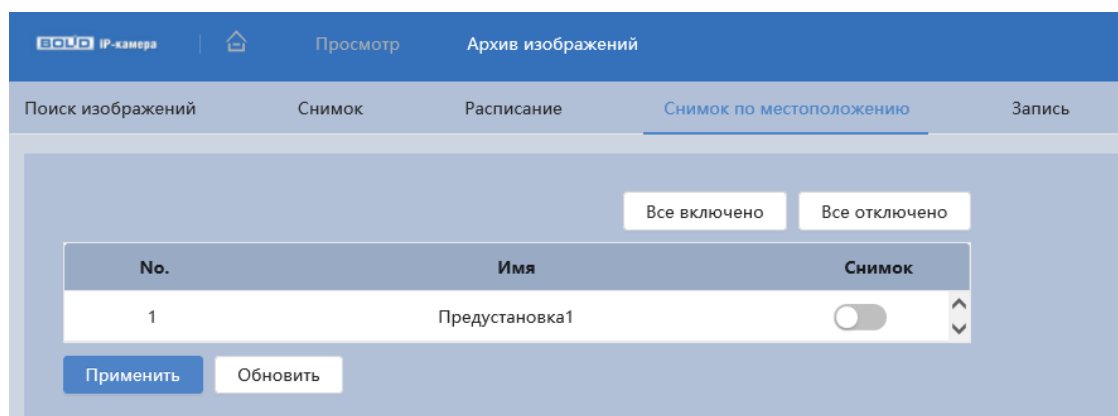 BOLID IP-камера Просмотр Архив изображений
Поиск изображений Снимок Расписание Снимок по местоположению Запись
Все включено Все отключено
No. Имя Снимок
1 Предустановка1
Применить Обновить